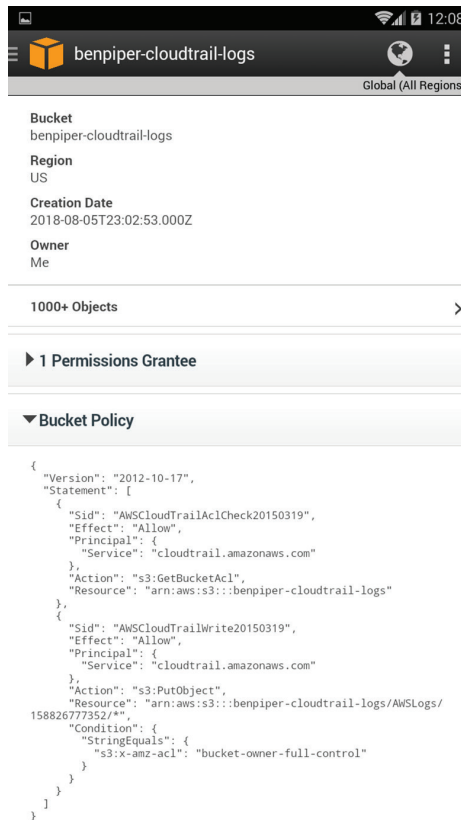 12:08
benpiper-cloudtrail-logs
Global (All Regions)
Bucket
benpiper-cloudtrail-logs
Region
US
Creation Date
2018-08-05T23:02:53.000Z
Owner
Me
1000+ Objects
1 Permissions Grantee
Bucket Policy
{
  "Version": "2012-10-17",
  "Statement": [
    {
      "Sid": "AWSCloudTrailAclCheck20150319",
      "Effect": "Allow",
      "Principal": {
        "Service": "cloudtrail.amazonaws.com"
      },
      "Action": "s3:GetBucketAcl",
      "Resource": "arn:aws:s3:::benpiper-cloudtrail-logs"
    },
    {
      "Sid": "AWSCloudTrailWrite20150319",
      "Effect": "Allow",
      "Principal": {
        "Service": "cloudtrail.amazonaws.com"
      },
      "Action": "s3:PutObject",
      "Resource": "arn:aws:s3:::benpiper-cloudtrail-logs/AWSLogs/
158826777352/*",
      "Condition": {
        "StringEquals": {
          "s3:x-amz-acl": "bucket-owner-full-control"
        }
      }
    }
  ]
}